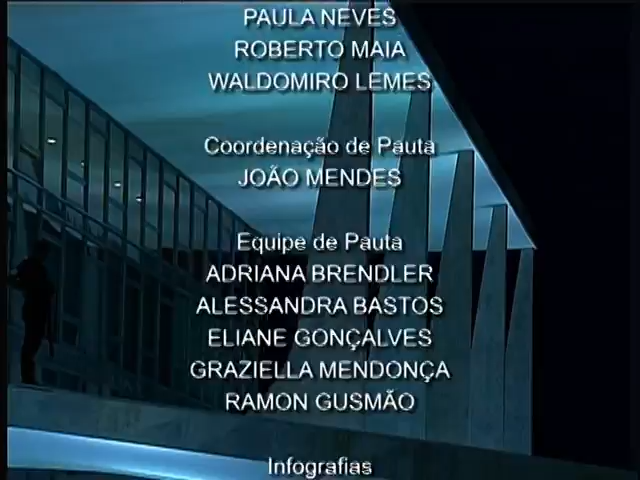 PAULA NEVES
ROBERTO MAIA
WALDOMIRO LEMES
Coordenação de Pauta
JOÃO MENDES
Equipe de Pauta
ADRIANA BRENDLER
ALESSANDRA BASTOS
ELIANE GONÇALVES
GRAZIELLA MENDONÇA
RAMON GUSMÃO
Infografias